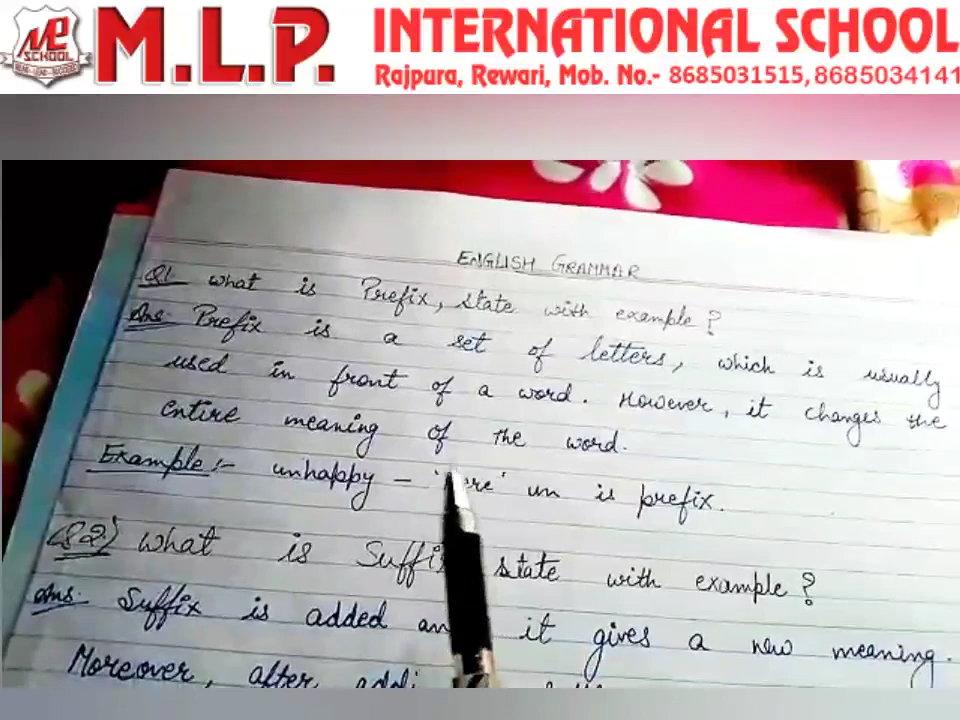 M.L.P. INTERNATIONAL SCHOOL
SCHOOL
Rajpura, Rewari, Mob. No.- 8685031515, 8685034141
ENGLISH GRAMMAR
Q1. What is Prefix, state with example?
Ans. Prefix is a set of letters, which is usually
used in front of a word. However, it changes the
entire meaning of the word.
Example:- unhappy - 'here' un is prefix.
Q2.) What is Suffix state with example?
Ans. Suffix is added and it gives a new meaning.
Moreover, after